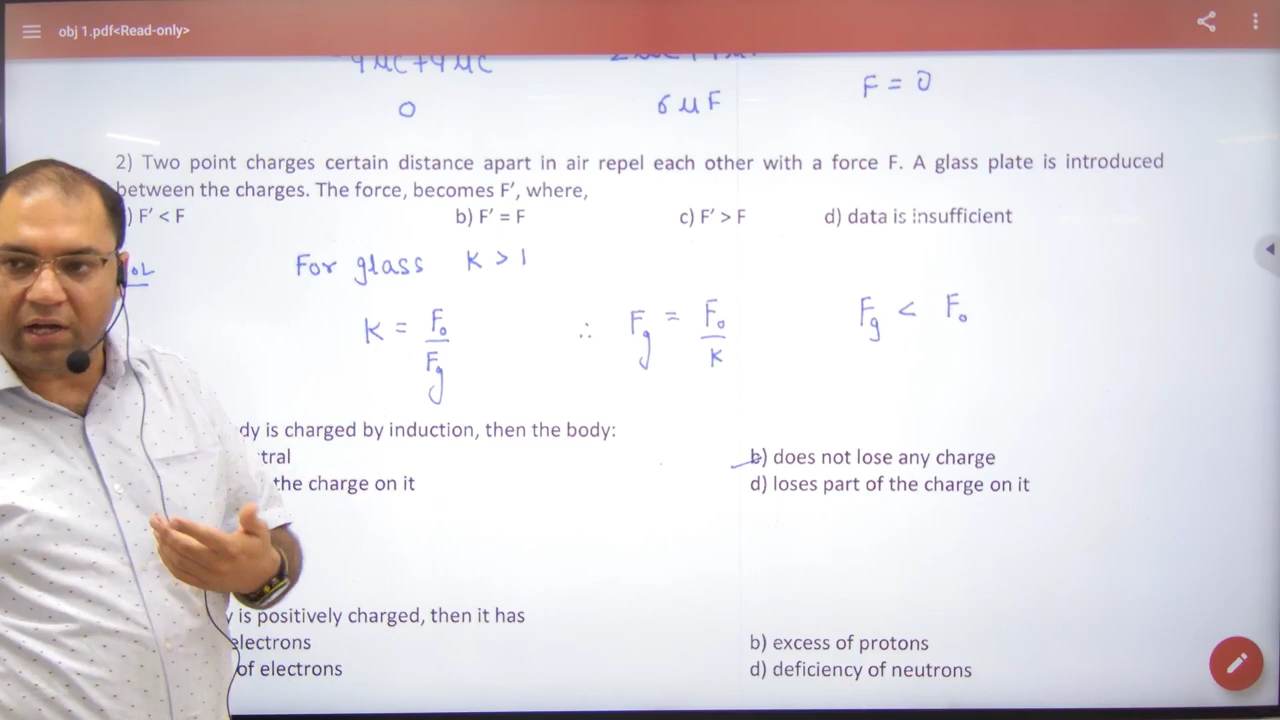 obj 1.pdf<Read-only>
F = 0
0
6 μF
2) Two point charges certain distance apart in air repel each other with a force F. A glass plate is introduced
between the charges. The force, becomes F′, where,
) F′ < F b) F′ = F c) F′ > F d) data is insufficient
OL For glass K > 1
K = F₀/F_g ∴ F_g = F₀/K F_g < F₀
dy is charged by induction, then the body:
tral b) does not lose any charge
the charge on it d) loses part of the charge on it
is positively charged, then it has
electrons b) excess of protons
of electrons d) deficiency of neutrons